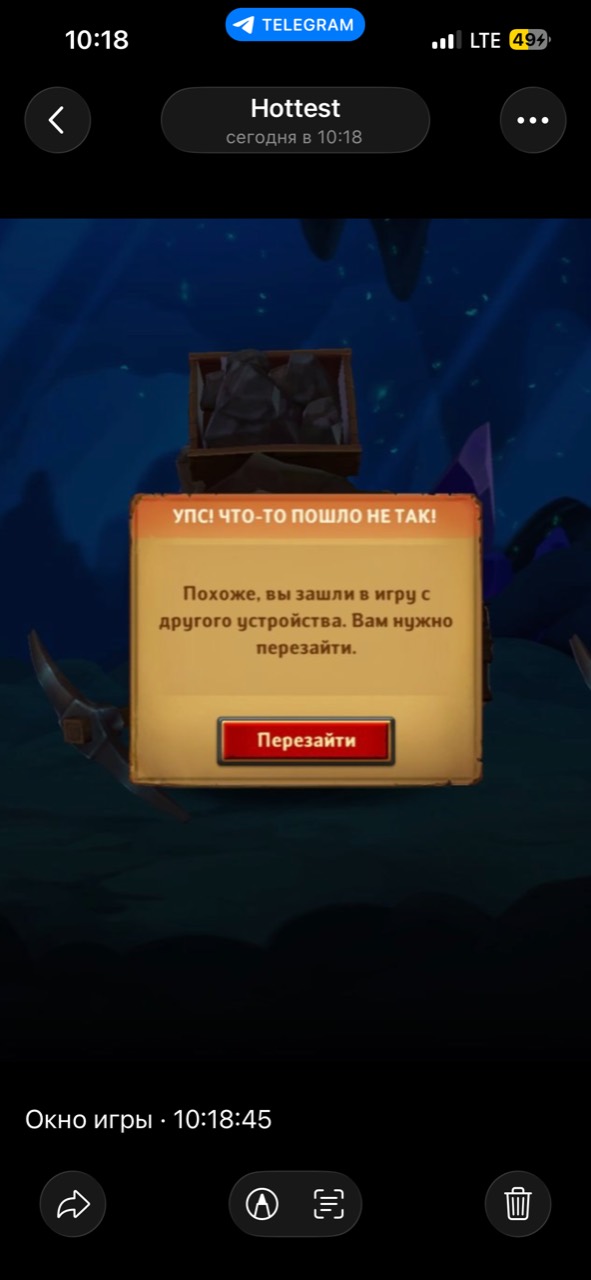 10:18
TELEGRAM
LTE
49
Hottest
сегодня в 10:18
УПС! ЧТО-ТО ПОШЛО НЕ ТАК!
Похоже, вы зашли в игру с
другого устройства. Вам нужно
перезайти.
Перезайти
Окно игры · 10:18:45